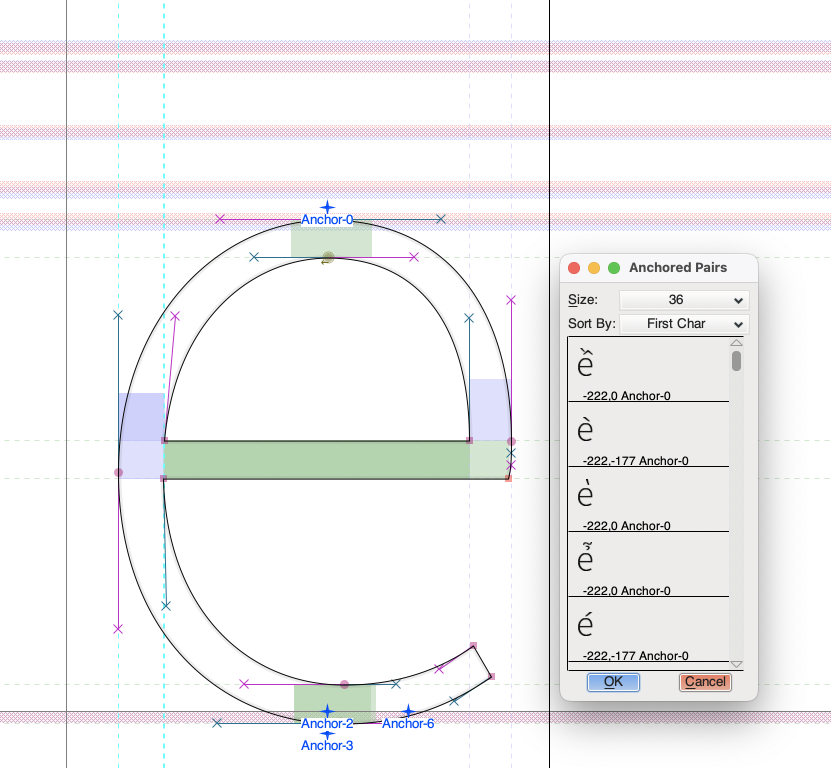 Anchor-0
Anchored Pairs
Size: 36
Sort By: First Char
-222,0 Anchor-0
è
-222,-177 Anchor-0
-222,0 Anchor-0
-222,0 Anchor-0
é
-222,-177 Anchor-0
OK Cancel
Anchor-2 Anchor-6
Anchor-3